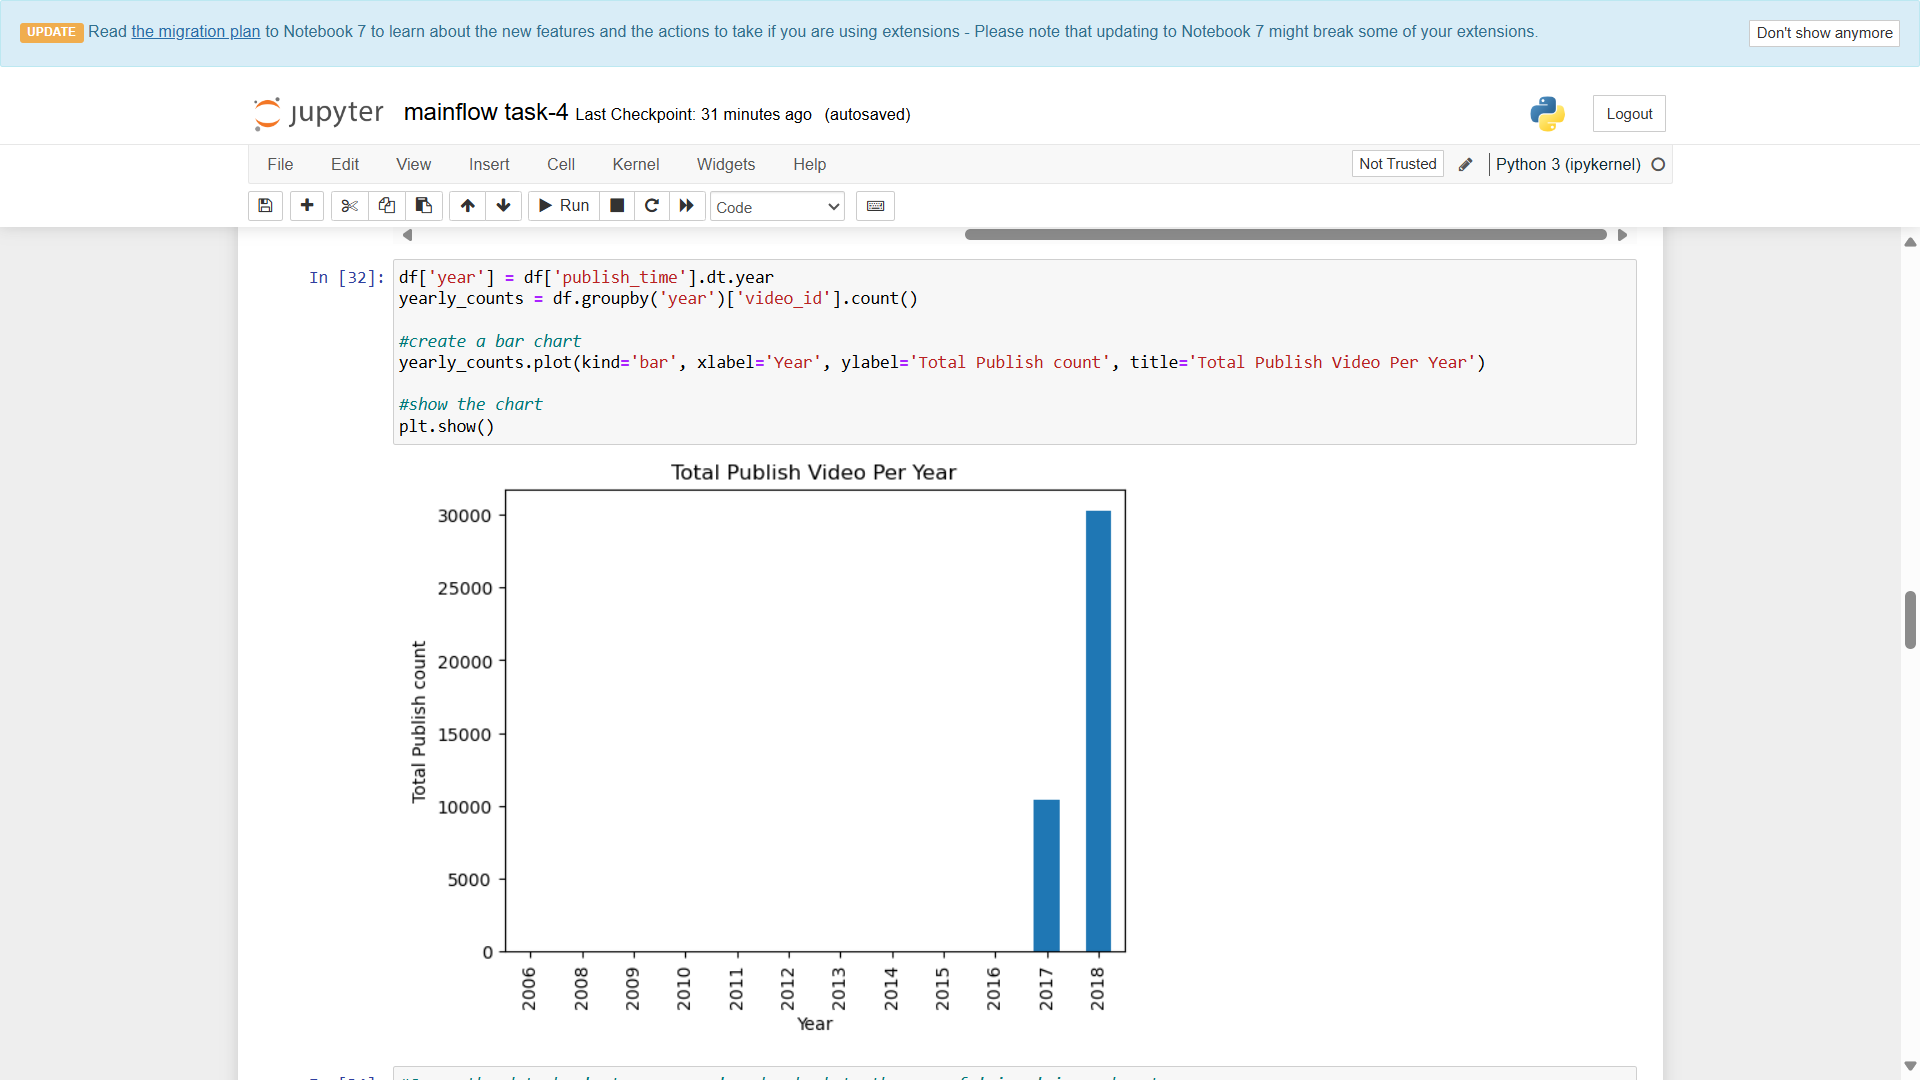 UPDATE Read the migration plan to Notebook 7 to learn about the new features and the actions to take if you are using extensions - Please note that updating to Notebook 7 might break some of your extensions.
Don't show anymore
jupyter mainflow task-4 Last Checkpoint: 31 minutes ago (autosaved)
Logout
File Edit View Insert Cell Kernel Widgets Help
Not Trusted Python 3 (ipykernel)
Run Code
In [32]: df['year'] = df['publish_time'].dt.year
yearly_counts = df.groupby('year')['video_id'].count()
#create a bar chart
yearly_counts.plot(kind='bar', xlabel='Year', ylabel='Total Publish count', title='Total Publish Video Per Year')
#show the chart
plt.show()
Total Publish Video Per Year
Total Publish count
30000
25000
20000
15000
10000
5000
0
2006 2008 2009 2010 2011 2012 2013 2014 2015 2016 2017 2018
Year